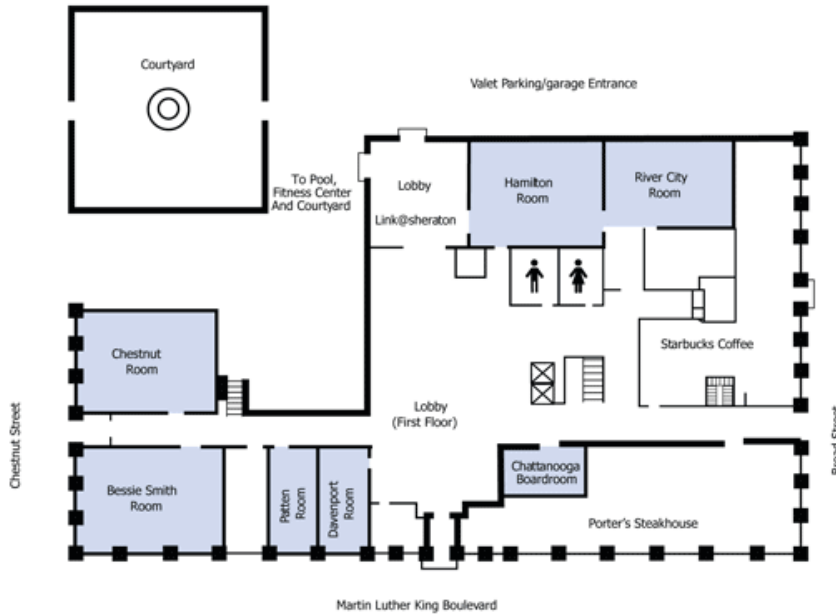 Courtyard
Valet Parking/garage Entrance
To Pool,
Fitness Center
And Courtyard
Lobby
Link@sheraton
Hamilton
Room
River City
Room
Chestnut
Room
Starbucks Coffee
Lobby
(First Floor)
Chestnut Street
Broad Street
Bessie Smith
Room
Patten
Room
Davenport
Room
Chattanooga
Boardroom
Porter's Steakhouse
Martin Luther King Boulevard